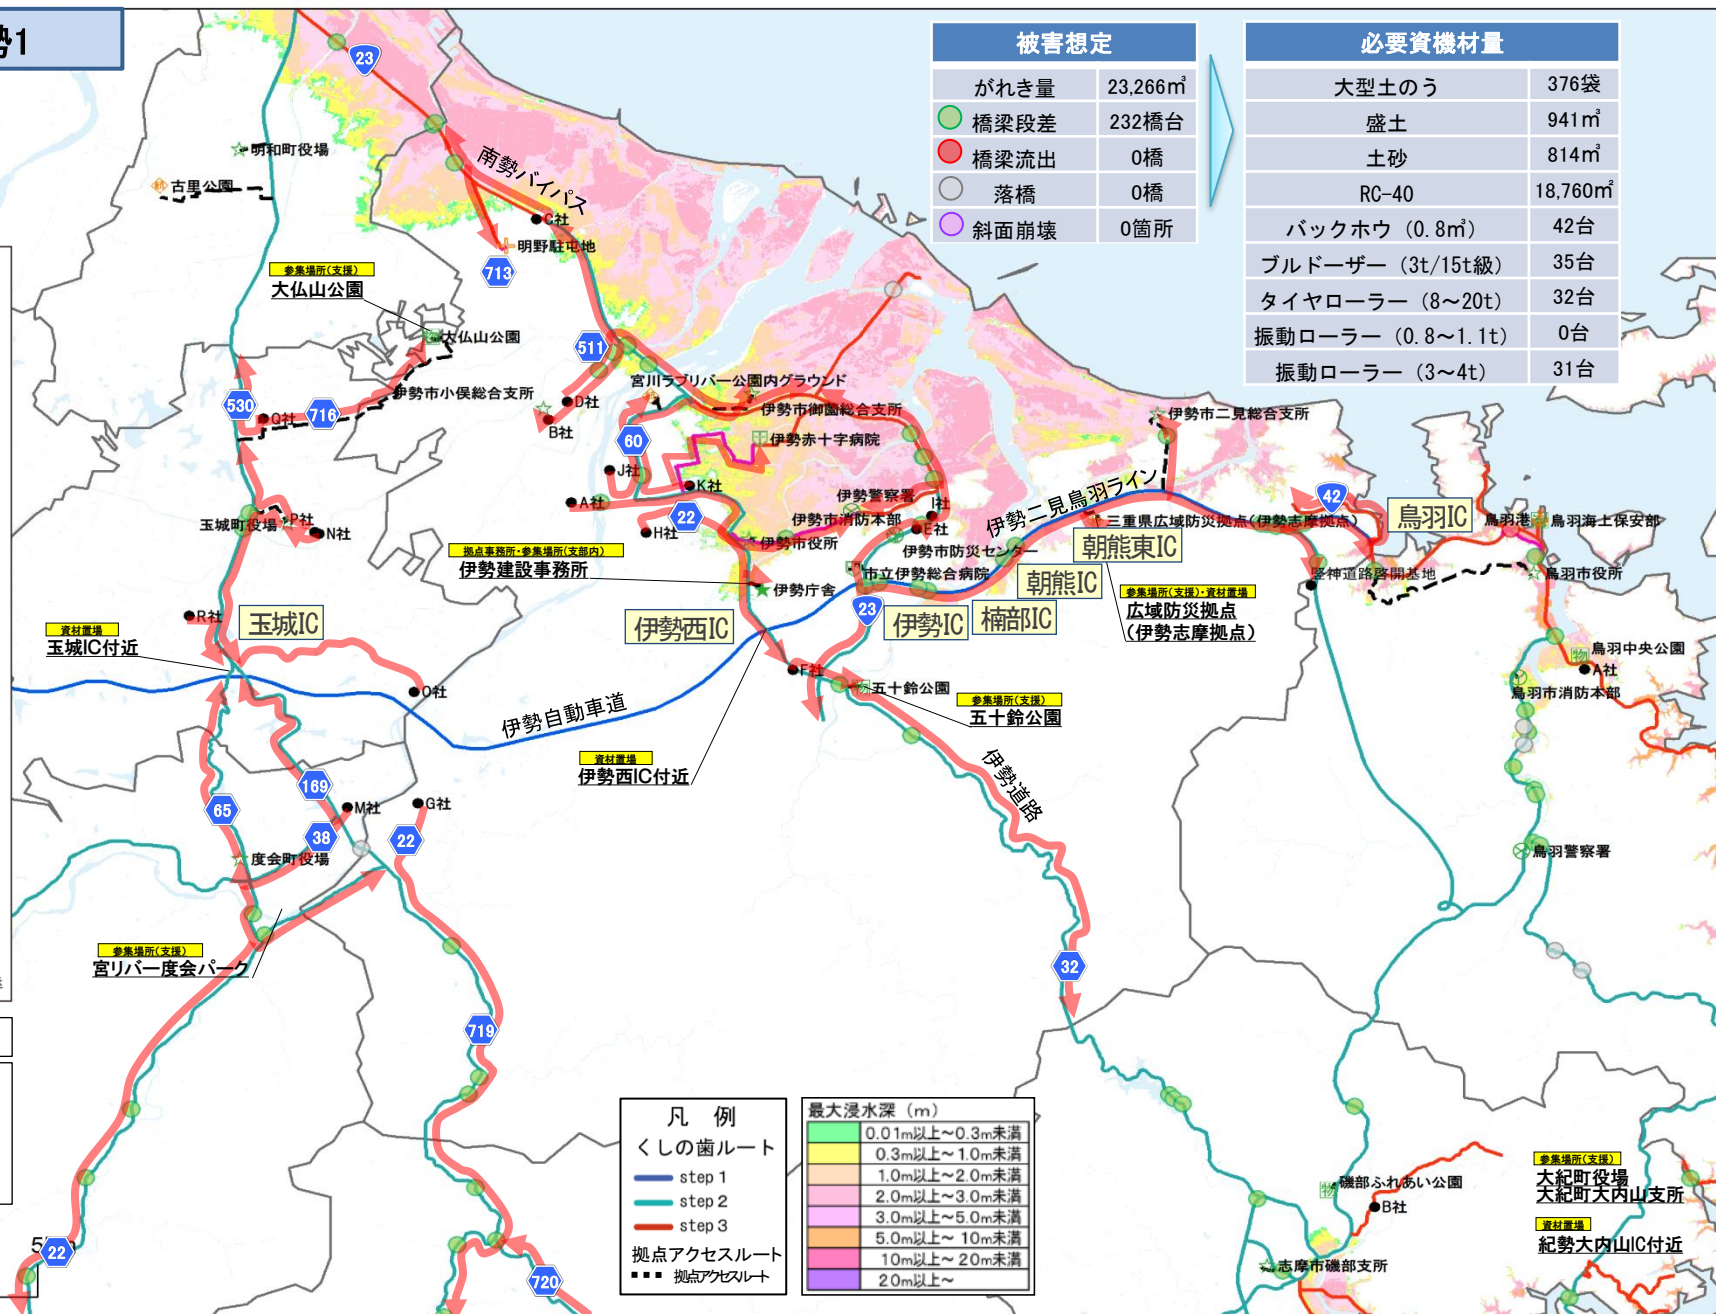 勢1
被害想定
がれき量 23,266㎥
橋梁段差 232橋台
橋梁流出 0橋
落橋 0橋
斜面崩壊 0箇所
必要資機材量
大型土のう 376袋
盛土 941㎥
土砂 814㎥
RC-40 18,760㎡
バックホウ（0.8㎥） 42台
ブルドーザー（3t/15t級） 35台
タイヤローラー（8～20t） 32台
振動ローラー（0.8～1.1t） 0台
振動ローラー（3～4t） 31台
23
明和町役場
古里公園
南勢バイパス
C社
明野駐屯地
713
参集場所(支援)
大仏山公園
大仏山公園
511
宮川ラブリバー公園内グラウンド
伊勢市小俣総合支所
D社
B社
伊勢市御薗総合支所
伊勢市二見総合支所
530
716
Q社
60
伊勢赤十字病院
J社
K社
A社
22
伊勢警察署
I社
伊勢二見鳥羽ライン
42
鳥羽IC
玉城町役場
P社
N社
H社
伊勢市消防本部
E社
三重県広域防災拠点(伊勢志摩拠点)
鳥羽港
鳥羽海上保安部
伊勢市役所
伊勢市防災センター
朝熊東IC
拠点事務所・参集場所(支部内)
伊勢建設事務所
市立伊勢総合病院
朝熊IC
堅神道路啓開基地
鳥羽市役所
伊勢庁舎
参集場所(支援)・資材置場
広域防災拠点
(伊勢志摩拠点)
R社
玉城IC
伊勢西IC
23
伊勢IC
楠部IC
資材置場
玉城IC付近
鳥羽中央公園
A社
F社
五十鈴公園
鳥羽市消防本部
O社
参集場所(支援)
五十鈴公園
伊勢自動車道
資材置場
伊勢西IC付近
伊勢道路
169
65
M社
G社
38
22
度会町役場
鳥羽警察署
参集場所(支援)
宮リバー度会パーク
32
719
凡　例
くしの歯ルート
step 1
step 2
step 3
拠点アクセスルート
拠点アクセスルート
最大浸水深（m）
0.01m以上～0.3m未満
0.3m以上～1.0m未満
1.0m以上～2.0m未満
2.0m以上～3.0m未満
3.0m以上～5.0m未満
5.0m以上～10m未満
10m以上～20m未満
20m以上～
磯部ふれあい公園
B社
参集場所(支援)
大紀町役場
大紀町大内山支所
資材置場
紀勢大内山IC付近
志摩市磯部支所
22
720